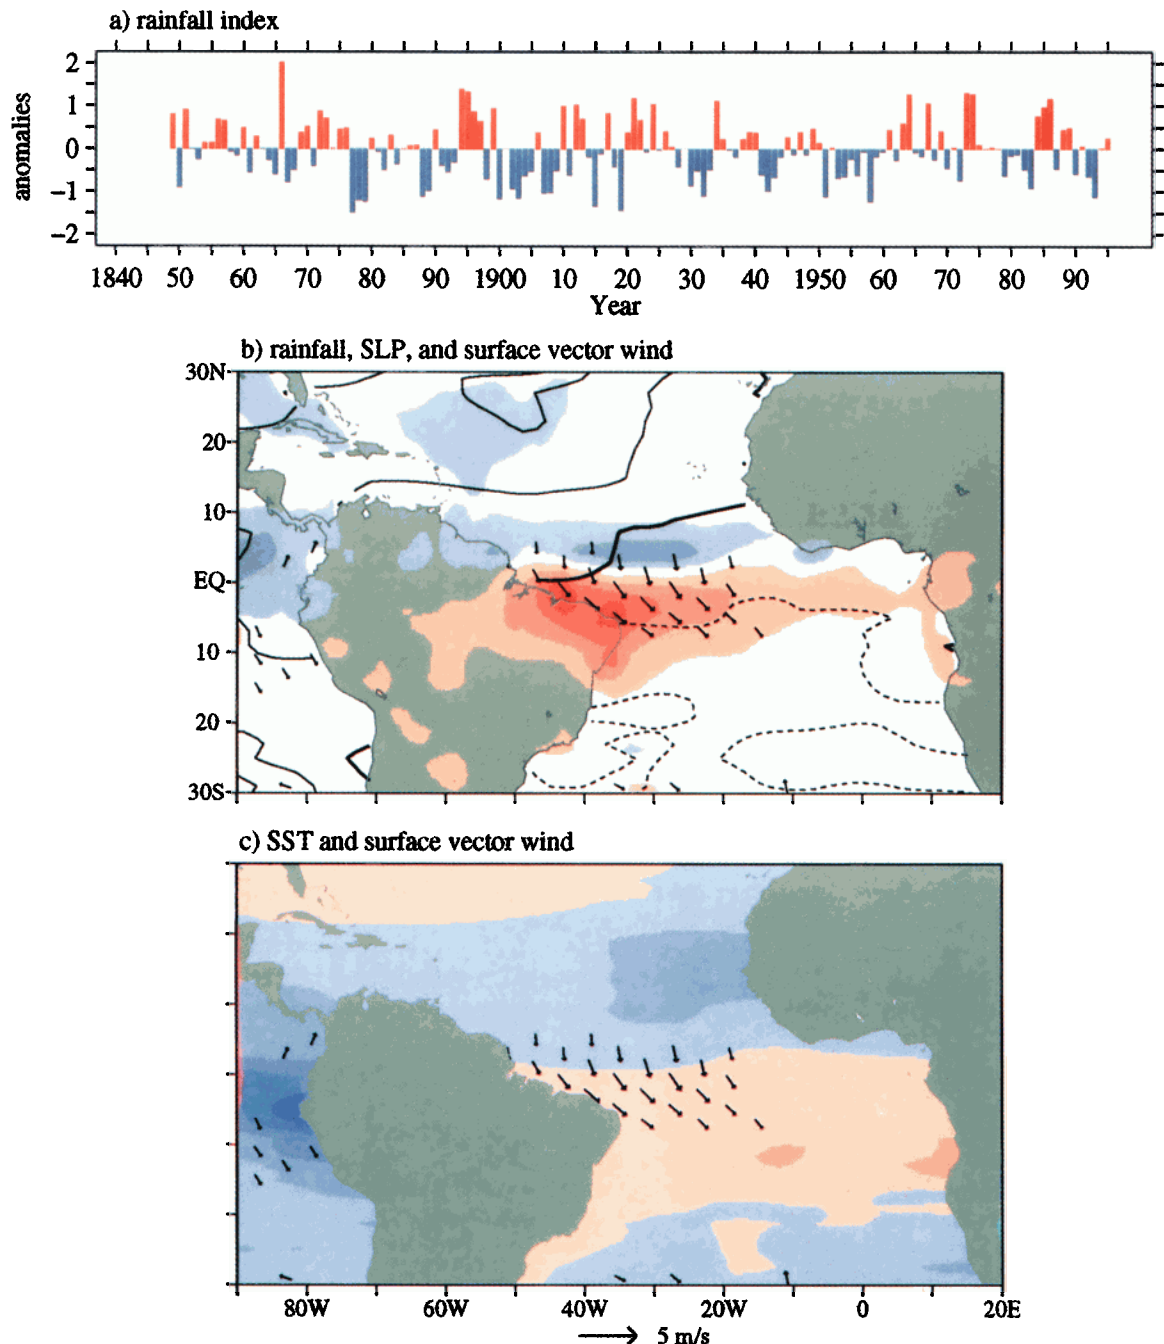 a) rainfall index
anomalies
2
1
0
−1
−2
1840 50 60 70 80 90 1900 10 20 30 40 1950 60 70 80 90
Year
b) rainfall, SLP, and surface vector wind
30N
20
10
EQ
10
20
30S
c) SST and surface vector wind
80W 60W 40W 20W 0 20E
5 m/s